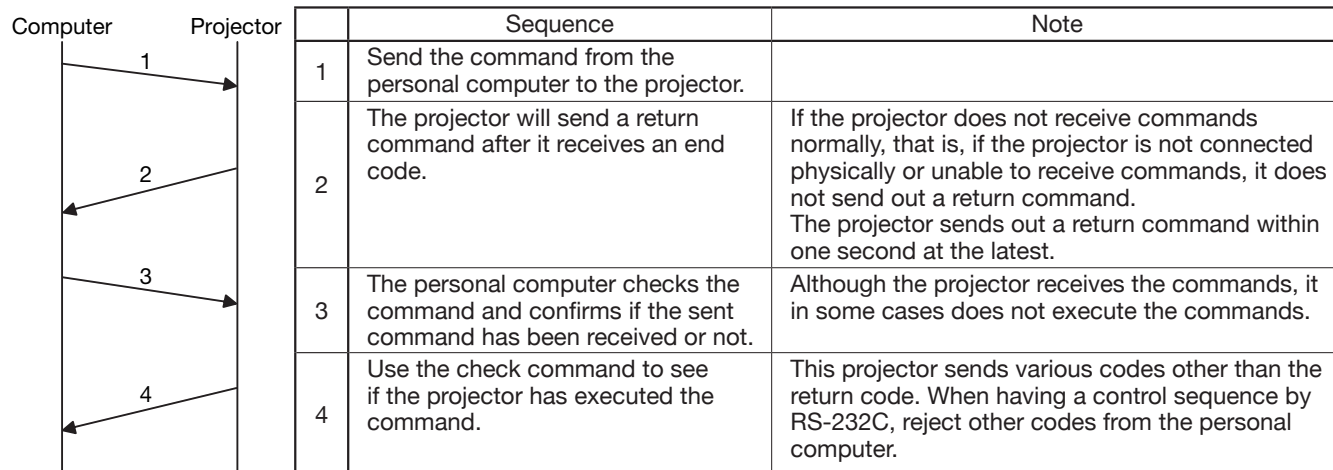 Computer Projector
1
2
3
4
Sequence Note
1 Send the command from the
personal computer to the projector.
2 The projector will send a return
command after it receives an end
code.
If the projector does not receive commands
normally, that is, if the projector is not connected
physically or unable to receive commands, it does
not send out a return command.
The projector sends out a return command within
one second at the latest.
3 The personal computer checks the
command and confirms if the sent
command has been received or not.
Although the projector receives the commands, it
in some cases does not execute the commands.
4 Use the check command to see
if the projector has executed the
command.
This projector sends various codes other than the
return code. When having a control sequence by
RS-232C, reject other codes from the personal
computer.